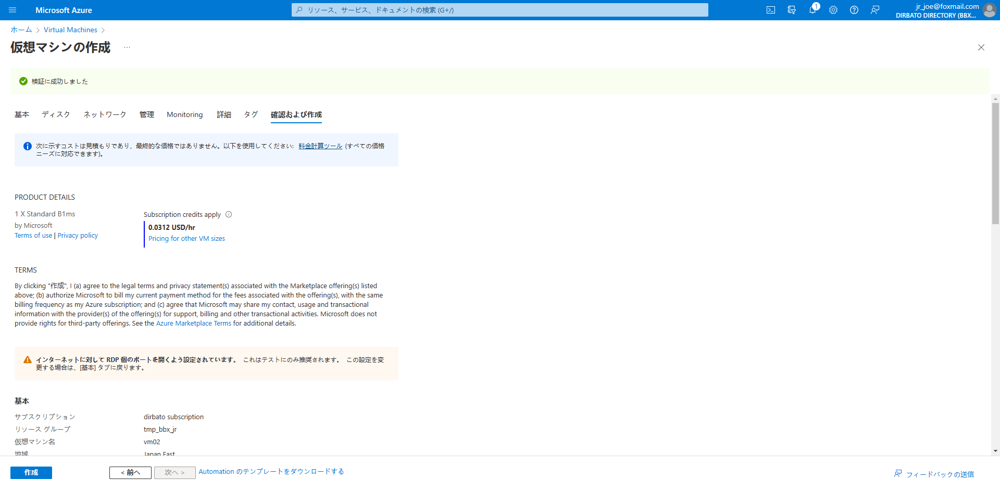 Microsoft Azure
リソース、サービス、ドキュメントの検索 (G+/)
1
jr_joe@foxmail.com
DIRBATO DIRECTORY (BBX...
ホーム > Virtual Machines >
仮想マシンの作成 ...
検証に成功しました
基本 ディスク ネットワーク 管理 Monitoring 詳細 タグ 確認および作成
次に示すコストは見積もりであり、最終的な価格ではありません。以下を使用してください: 料金計算ツール (すべての価格
ニーズに対応できます)。
PRODUCT DETAILS
1 X Standard B1ms
by Microsoft
Terms of use | Privacy policy
Subscription credits apply
0.0312 USD/hr
Pricing for other VM sizes
TERMS
By clicking "作成", I (a) agree to the legal terms and privacy statement(s) associated with the Marketplace offering(s) listed
above; (b) authorize Microsoft to bill my current payment method for the fees associated with the offering(s), with the same
billing frequency as my Azure subscription; and (c) agree that Microsoft may share my contact, usage and transactional
information with the provider(s) of the offering(s) for support, billing and other transactional activities. Microsoft does not
provide rights for third-party offerings. See the Azure Marketplace Terms for additional details.
インターネットに対して RDP 個のポートを開くよう設定されています。 これはテストにのみ推奨されます。 この設定を変
更する場合は、[基本] タブに戻ります。
基本
サブスクリプション dirbato subscription
リソース グループ tmp_bbx_jr
仮想マシン名 vm02
地域 Japan East
作成 < 前へ 次へ > Automation のテンプレートをダウンロードする
フィードバックの送信